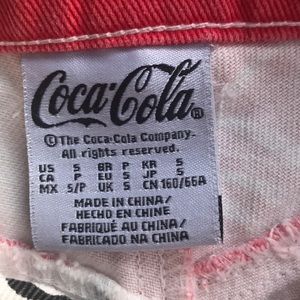 Coca-Cola®
©The Coca-Cola Company.
All rights reserved.
US S BR P KR S
CA P EU S JP S
MX S/P UK S CN 160/66A
MADE IN CHINA/
HECHO EN CHINE/
FABRIQUÉ AU CHINA/
FABRICADO NA CHINA